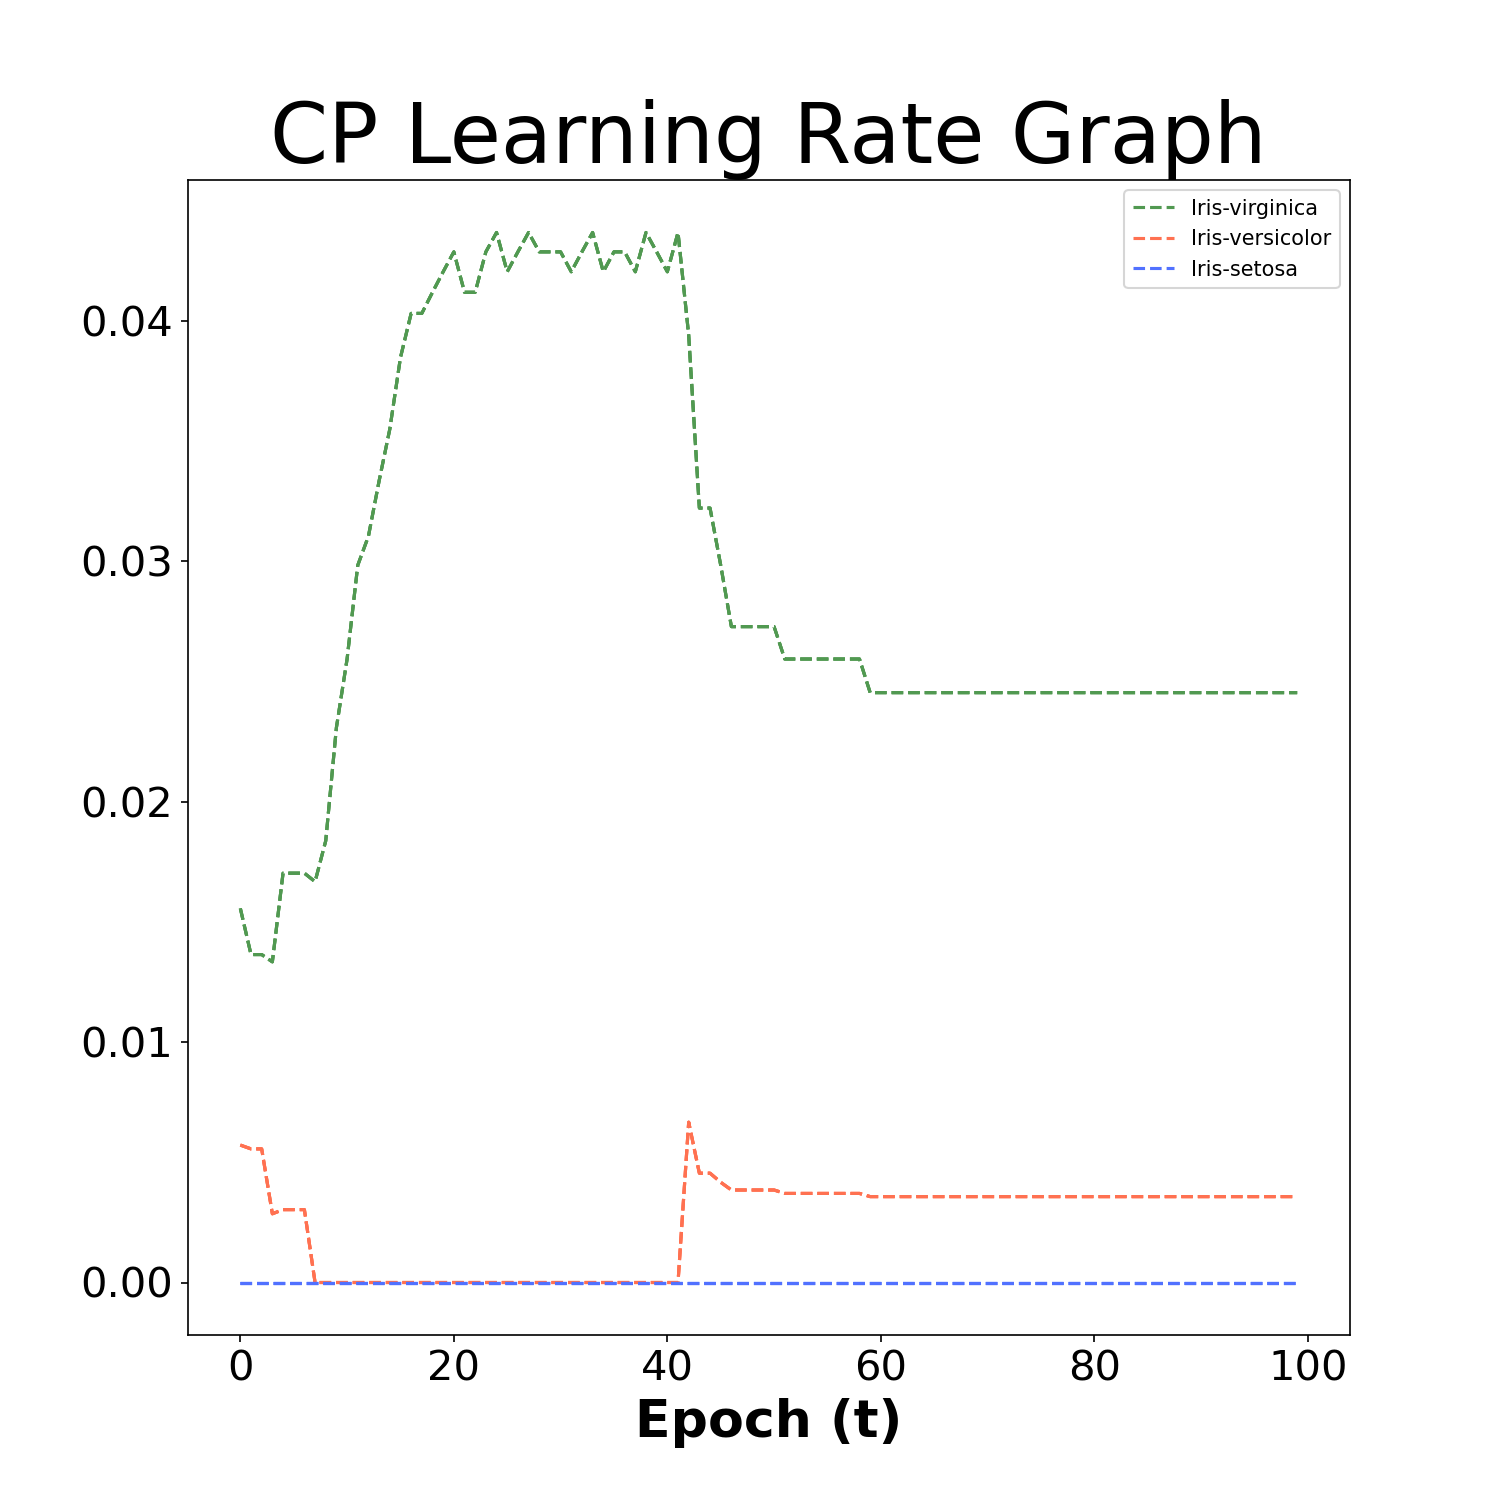 CP Learning Rate Graph
Iris-virginica
Iris-versicolor
Iris-setosa
0.04
0.03
0.02
0.01
0.00
0 20 40 60 80 100
Epoch (t)